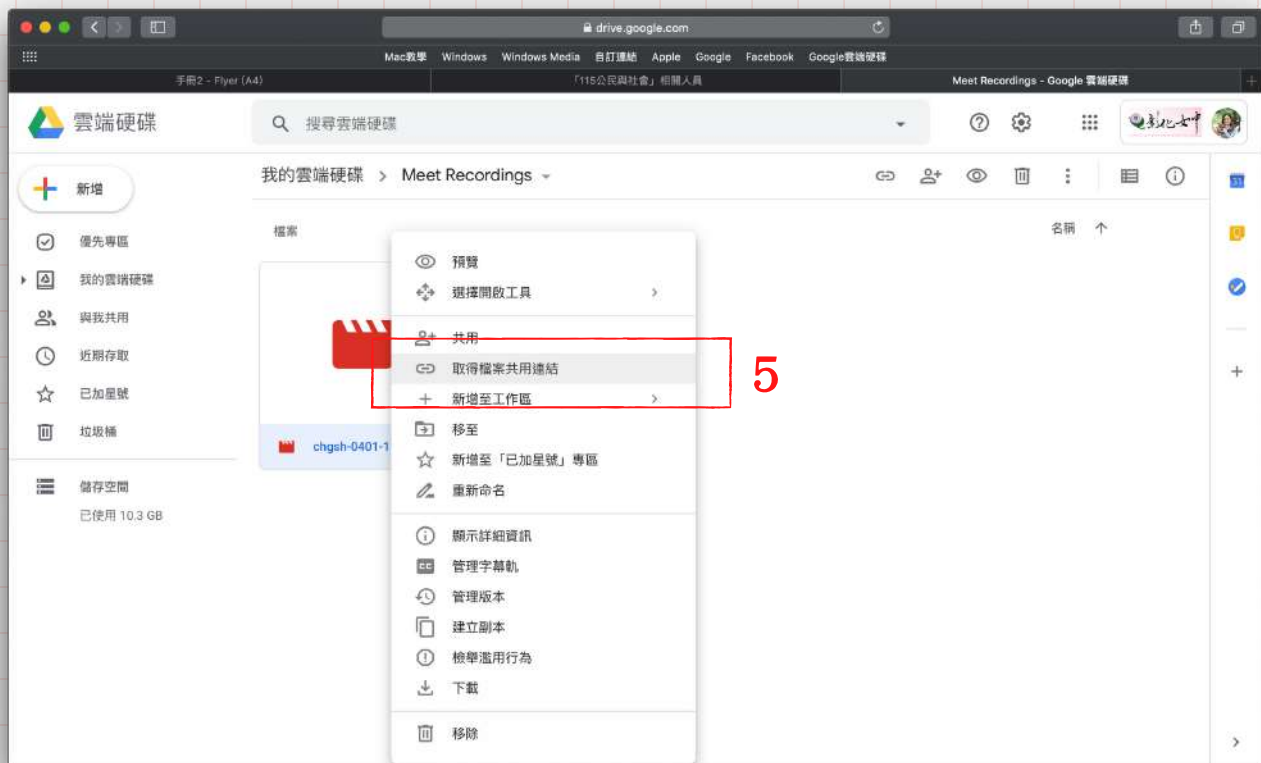 drive.google.com
Mac教學 Windows Windows Media 自訂連結 Apple Google Facebook Google雲端硬碟
手冊2 - Flyer (A4) 「115公民與社會」相關人員 Meet Recordings - Google 雲端硬碟
雲端硬碟 搜尋雲端硬碟
新增 我的雲端硬碟 > Meet Recordings
優先專區
我的雲端硬碟
與我共用
近期存取
已加星號
垃圾桶
儲存空間
已使用 10.3 GB
檔案 名稱
chgsh-0401-1
預覽
選擇開啟工具
共用
取得檔案共用連結
新增至工作區
移至
新增至「已加星號」專區
重新命名
顯示詳細資訊
管理字幕軌
管理版本
建立副本
檢舉濫用行為
下載
移除
5
31